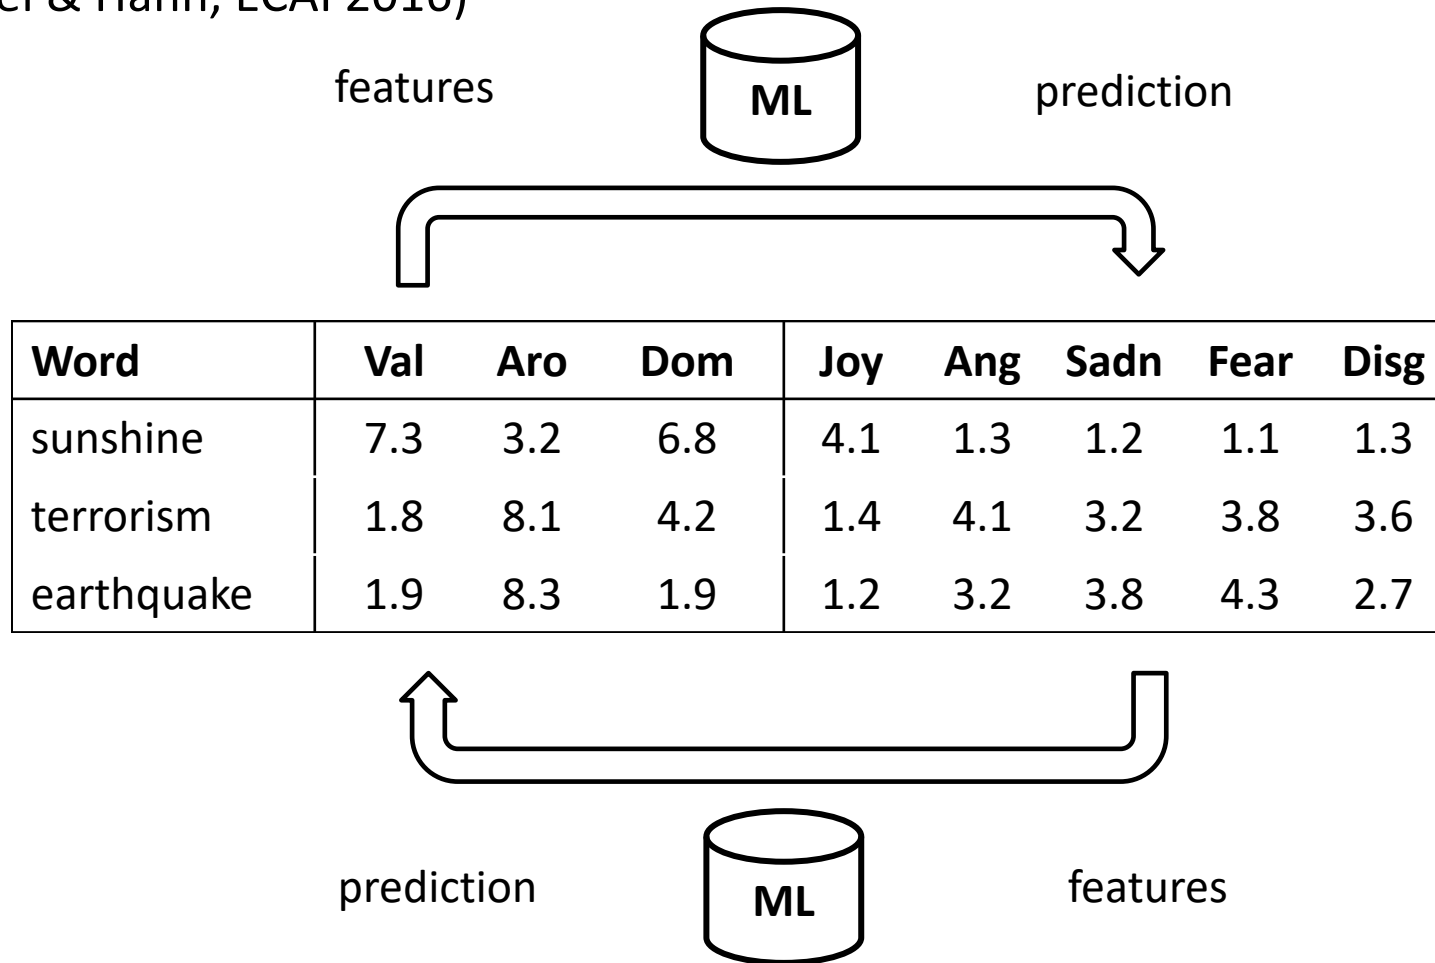 & Hahn, ECAI 2016)
features ML prediction
Word Val Aro Dom Joy Ang Sadn Fear Disg
sunshine 7.3 3.2 6.8 4.1 1.3 1.2 1.1 1.3
terrorism 1.8 8.1 4.2 1.4 4.1 3.2 3.8 3.6
earthquake 1.9 8.3 1.9 1.2 3.2 3.8 4.3 2.7
prediction ML features